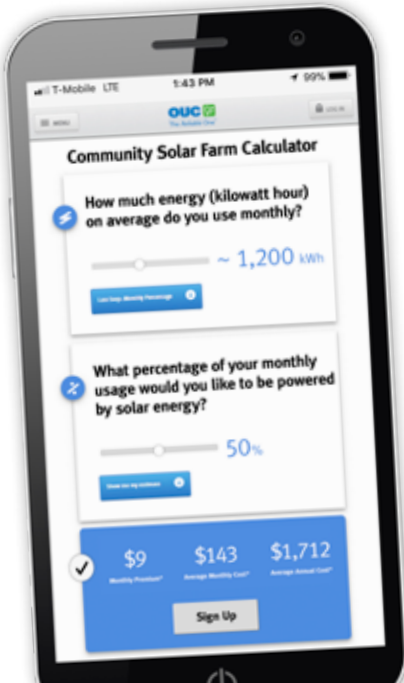 T-Mobile LTE 1:43 PM 99%
MENU OUC LOG IN
The Reliable One
Community Solar Farm Calculator
How much energy (kilowatt hour)
on average do you use monthly?
~ 1,200 kWh
What percentage of your monthly
usage would you like to be powered
by solar energy?
50%
$9 $143 $1,712
Monthly Premium* Average Monthly Cost* Average Annual Cost*
Sign Up